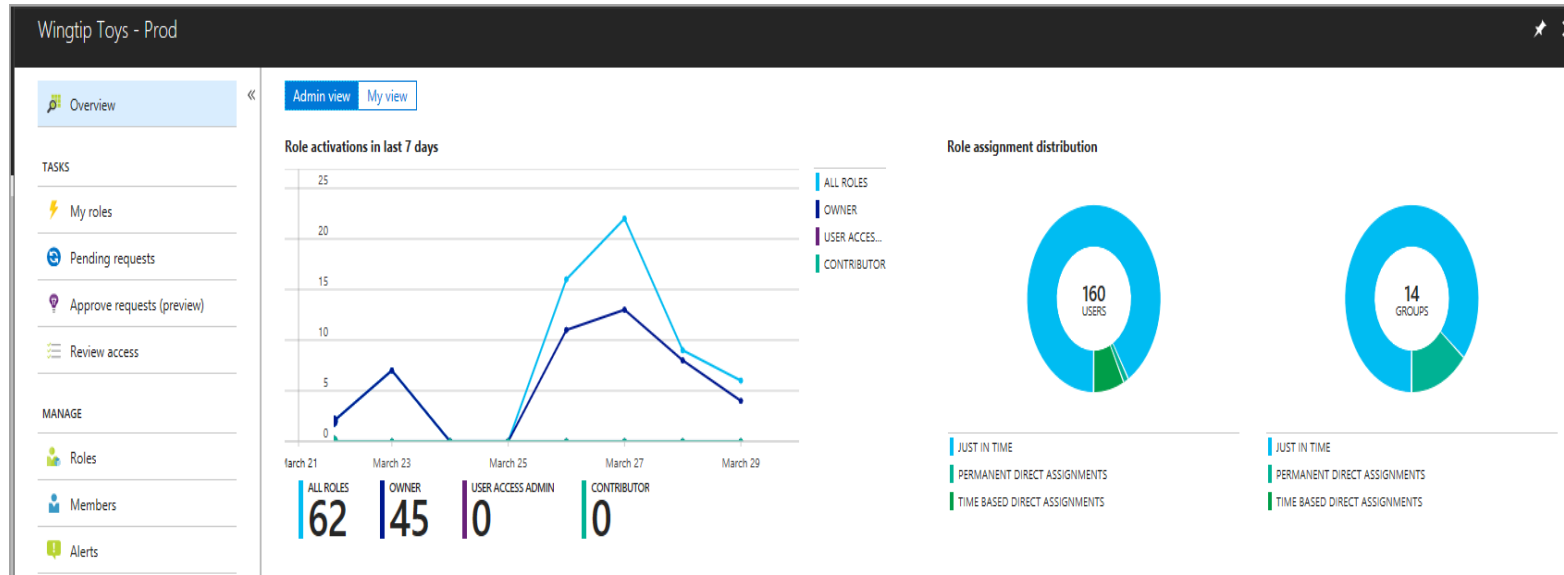 Wingtip Toys - Prod
Overview
TASKS
My roles
Pending requests
Approve requests (preview)
Review access
MANAGE
Roles
Members
Alerts
Admin view
My view
Role activations in last 7 days
25
20
15
10
5
0
March 21
March 23
March 25
March 27
March 29
ALL ROLES
OWNER
USER ACCES...
CONTRIBUTOR
ALL ROLES
62
OWNER
45
USER ACCESS ADMIN
0
CONTRIBUTOR
0
Role assignment distribution
160
USERS
JUST IN TIME
PERMANENT DIRECT ASSIGNMENTS
TIME BASED DIRECT ASSIGNMENTS
14
GROUPS
JUST IN TIME
PERMANENT DIRECT ASSIGNMENTS
TIME BASED DIRECT ASSIGNMENTS